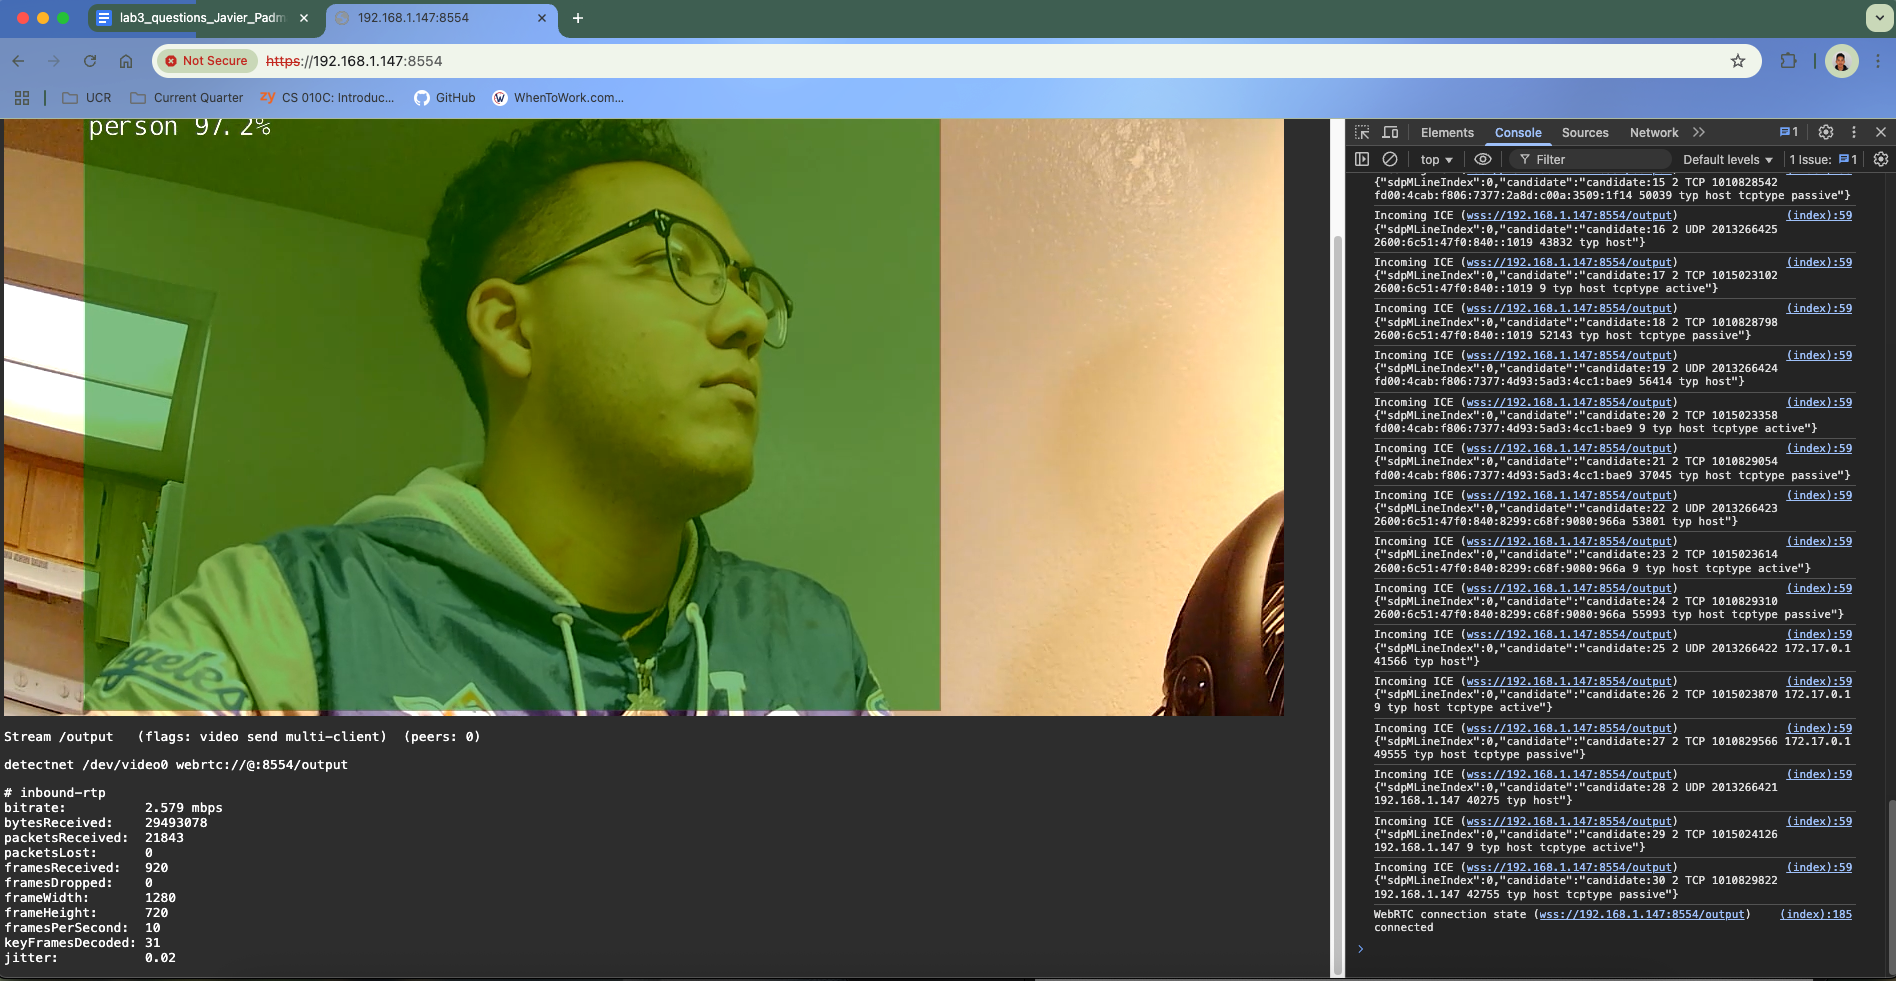 lab3_questions_Javier_Padm
192.168.1.147:8554
Not Secure
https://192.168.1.147:8554
UCR
Current Quarter
zy CS 010C: Introduc...
GitHub
W WhenToWork.com...
person 97.2%
Stream /output (flags: video send multi-client) (peers: 0)
detectnet /dev/video0 webrtc://@:8554/output
# inbound-rtp
bitrate: 2.579 mbps
bytesReceived: 29493078
packetsReceived: 21843
packetsLost: 0
framesReceived: 920
framesDropped: 0
frameWidth: 1280
frameHeight: 720
framesPerSecond: 10
keyFramesDecoded: 31
jitter: 0.02
Elements Console Sources Network 1
top Filter Default levels 1 Issue: 1
{"sdpMLineIndex":0,"candidate":"candidate:15 2 TCP 1010828542
fd00:4cab:f806:7377:2a8d:c00a:3509:1f14 50039 typ host tcptype passive"}
Incoming ICE (wss://192.168.1.147:8554/output) (index):59
{"sdpMLineIndex":0,"candidate":"candidate:16 2 UDP 2013266425
2600:6c51:47f0:840::1019 43832 typ host"}
Incoming ICE (wss://192.168.1.147:8554/output) (index):59
{"sdpMLineIndex":0,"candidate":"candidate:17 2 TCP 1015023102
2600:6c51:47f0:840::1019 9 typ host tcptype active"}
Incoming ICE (wss://192.168.1.147:8554/output) (index):59
{"sdpMLineIndex":0,"candidate":"candidate:18 2 TCP 1010828798
2600:6c51:47f0:840::1019 52143 typ host tcptype passive"}
Incoming ICE (wss://192.168.1.147:8554/output) (index):59
{"sdpMLineIndex":0,"candidate":"candidate:19 2 UDP 2013266424
fd00:4cab:f806:7377:4d93:5ad3:4cc1:bae9 56414 typ host"}
Incoming ICE (wss://192.168.1.147:8554/output) (index):59
{"sdpMLineIndex":0,"candidate":"candidate:20 2 TCP 1015023358
fd00:4cab:f806:7377:4d93:5ad3:4cc1:bae9 9 typ host tcptype active"}
Incoming ICE (wss://192.168.1.147:8554/output) (index):59
{"sdpMLineIndex":0,"candidate":"candidate:21 2 TCP 1010829054
fd00:4cab:f806:7377:4d93:5ad3:4cc1:bae9 37045 typ host tcptype passive"}
Incoming ICE (wss://192.168.1.147:8554/output) (index):59
{"sdpMLineIndex":0,"candidate":"candidate:22 2 UDP 2013266423
2600:6c51:47f0:840:8299:c68f:9080:966a 53801 typ host"}
Incoming ICE (wss://192.168.1.147:8554/output) (index):59
{"sdpMLineIndex":0,"candidate":"candidate:23 2 TCP 1015023614
2600:6c51:47f0:840:8299:c68f:9080:966a 9 typ host tcptype active"}
Incoming ICE (wss://192.168.1.147:8554/output) (index):59
{"sdpMLineIndex":0,"candidate":"candidate:24 2 TCP 1010829310
2600:6c51:47f0:840:8299:c68f:9080:966a 55993 typ host tcptype passive"}
Incoming ICE (wss://192.168.1.147:8554/output) (index):59
{"sdpMLineIndex":0,"candidate":"candidate:25 2 UDP 2013266422 172.17.0.1
41566 typ host"}
Incoming ICE (wss://192.168.1.147:8554/output) (index):59
{"sdpMLineIndex":0,"candidate":"candidate:26 2 TCP 1015023870 172.17.0.1
9 typ host tcptype active"}
Incoming ICE (wss://192.168.1.147:8554/output) (index):59
{"sdpMLineIndex":0,"candidate":"candidate:27 2 TCP 1010829566 172.17.0.1
49555 typ host tcptype passive"}
Incoming ICE (wss://192.168.1.147:8554/output) (index):59
{"sdpMLineIndex":0,"candidate":"candidate:28 2 UDP 2013266421
192.168.1.147 40275 typ host"}
Incoming ICE (wss://192.168.1.147:8554/output) (index):59
{"sdpMLineIndex":0,"candidate":"candidate:29 2 TCP 1015024126
192.168.1.147 9 typ host tcptype active"}
Incoming ICE (wss://192.168.1.147:8554/output) (index):59
{"sdpMLineIndex":0,"candidate":"candidate:30 2 TCP 1010829822
192.168.1.147 42755 typ host tcptype passive"}
WebRTC connection state (wss://192.168.1.147:8554/output) (index):185
connected